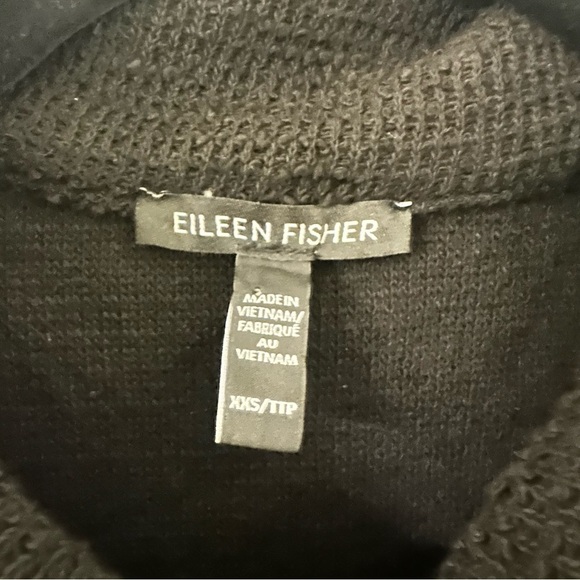 EILEEN FISHER
MADE IN
VIETNAM/
FABRIQUÉ
AU
VIETNAM
XXS/TTP